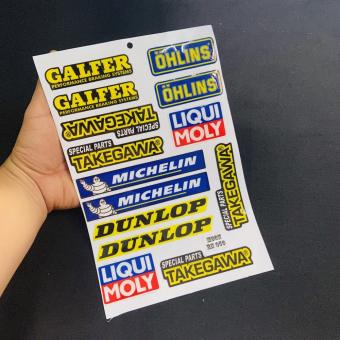 GALFER
PERFORMANCE BRAKING SYSTEMS
ÖHLINS
GALFER
PERFORMANCE BRAKING SYSTEMS
ÖHLINS
SPECIAL PARTS
TAKEGAWA
LIQUI
MOLY
SPECIAL PARTS
TAKEGAWA
MICHELIN
MICHELIN
SPECIAL PARTS
TAKEGAWA
DUNLOP
DUNLOP
LIQUI
MOLY
SPECIAL PARTS
TAKEGAWA